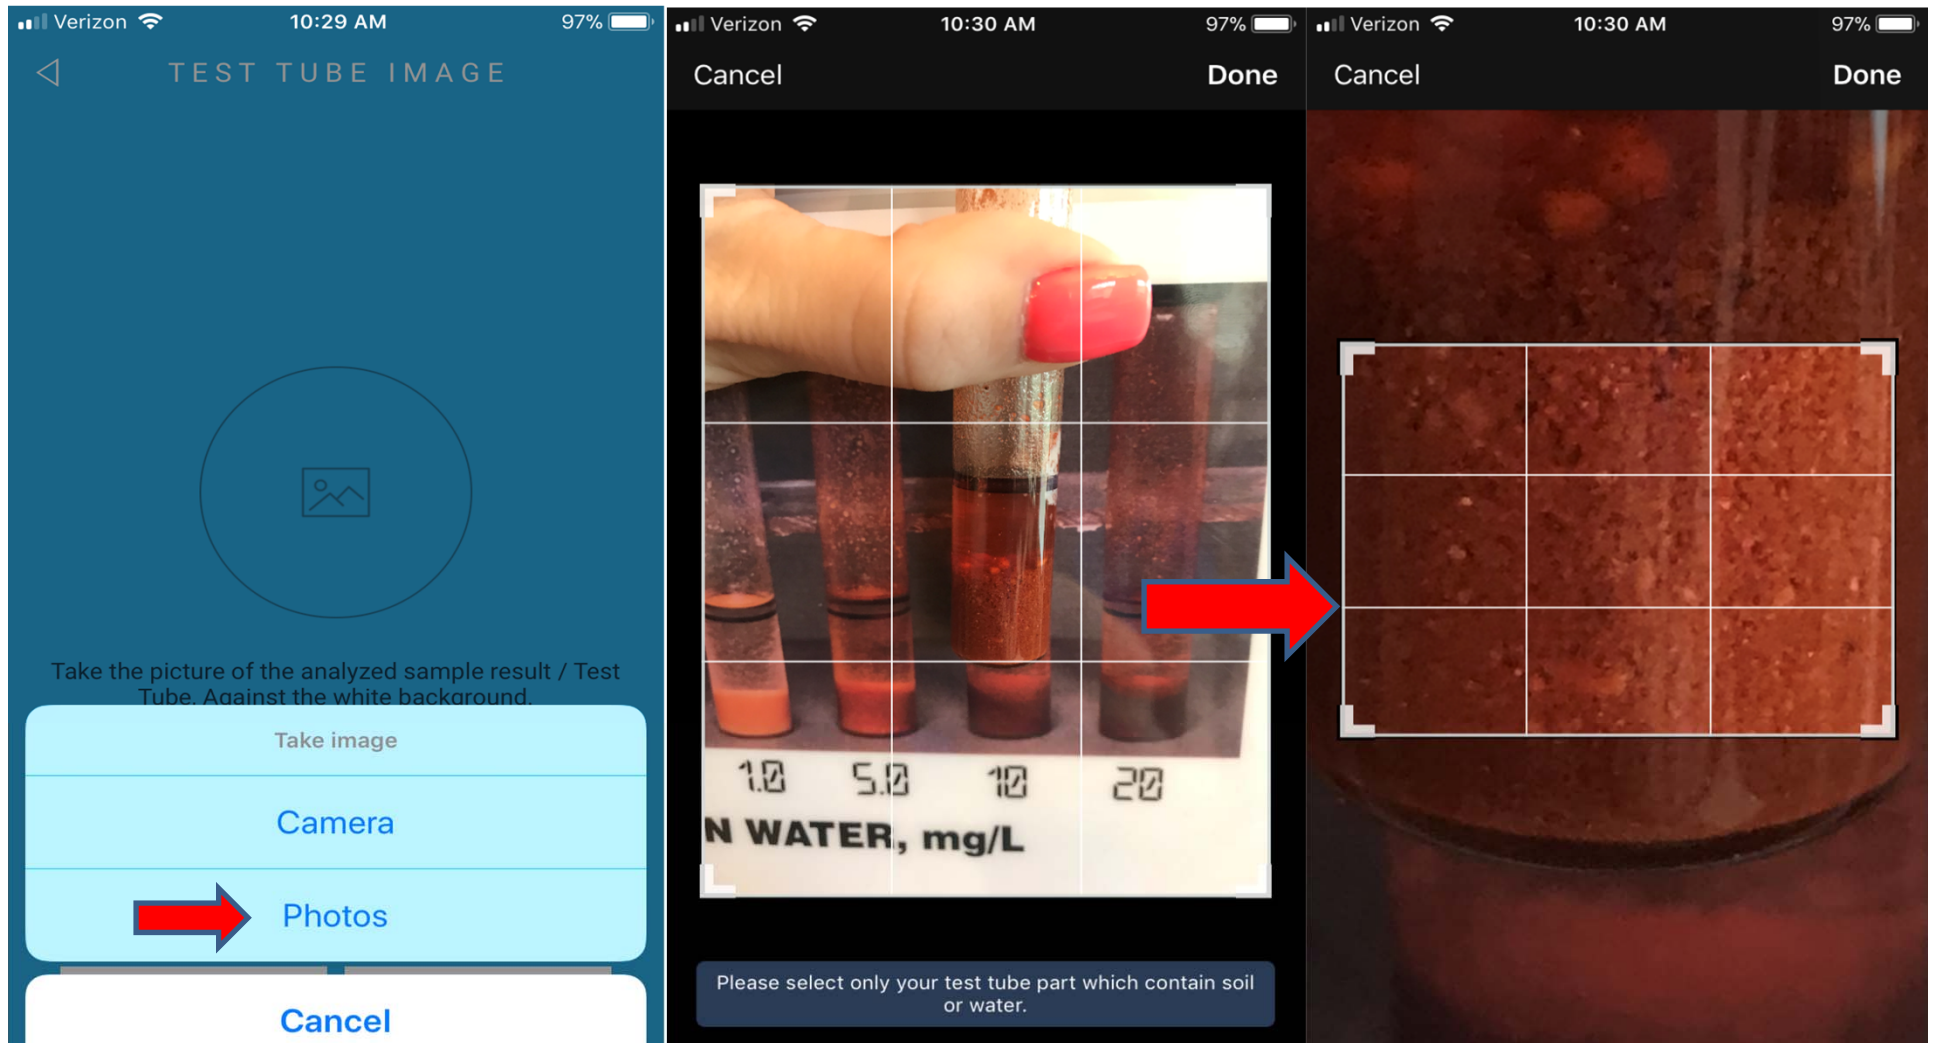 Verizon 10:29 AM 97%
TEST TUBE IMAGE
Take the picture of the analyzed sample result / Test
Tube. Against the white background.
Take image
Camera
Photos
Cancel
Verizon 10:30 AM 97%
Cancel Done
1.0 5.0 10 20
N WATER, mg/L
Please select only your test tube part which contain soil
or water.
Verizon 10:30 AM 97%
Cancel Done